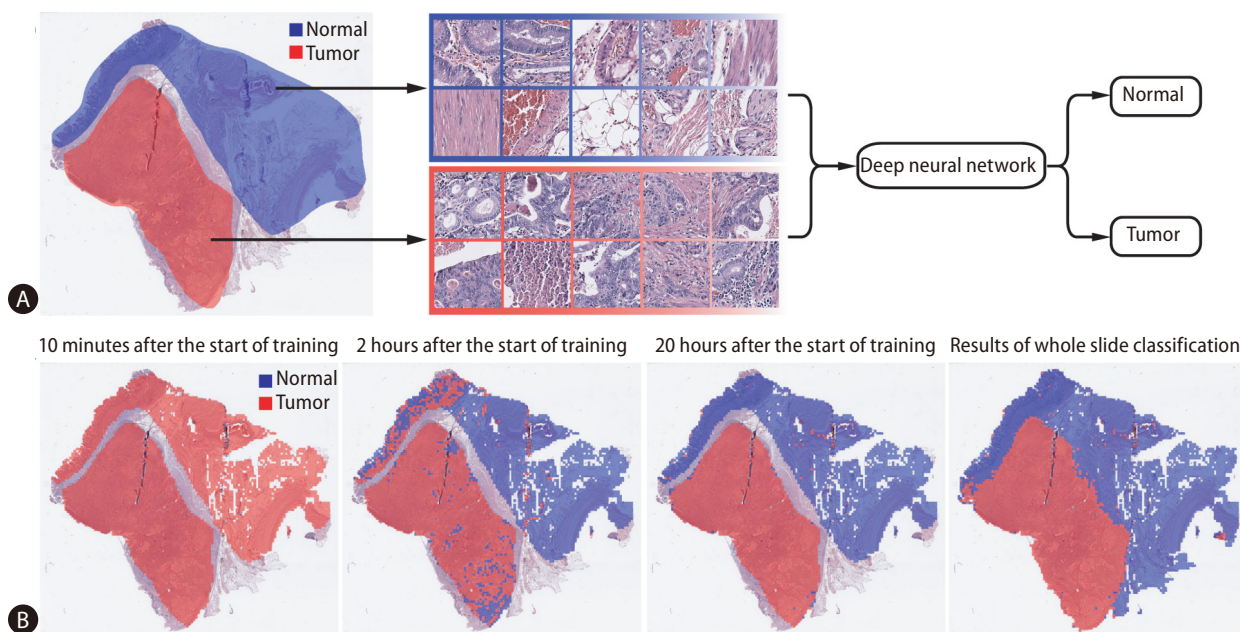 Normal
Tumor
Normal
Deep neural network
Tumor
A
10 minutes after the start of training
2 hours after the start of training
20 hours after the start of training
Results of whole slide classification
Normal
Tumor
B